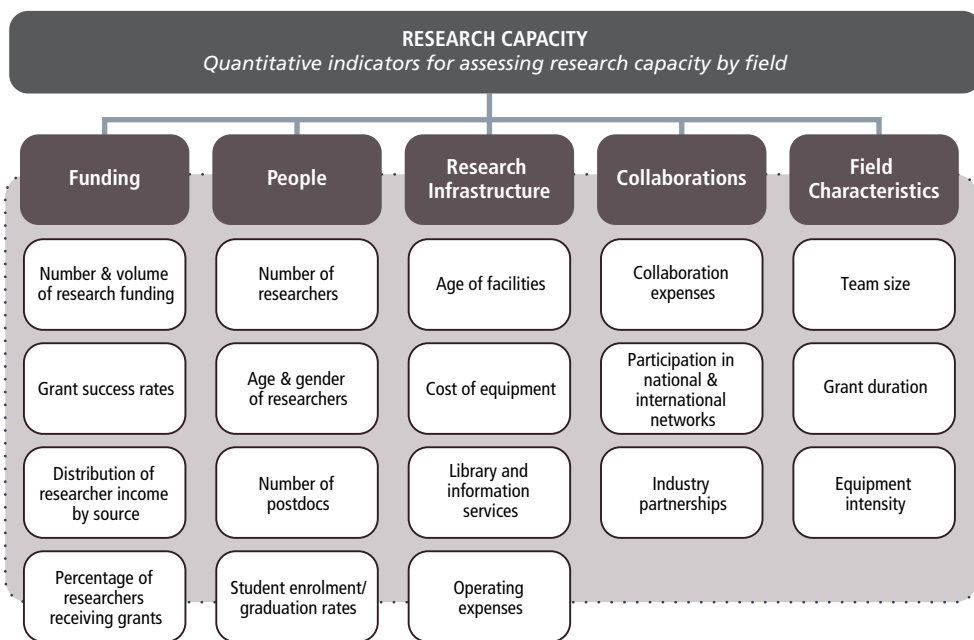 RESEARCH CAPACITY
Quantitative indicators for assessing research capacity by field
Funding
People
Research
Infrastructure
Collaborations
Field
Characteristics
Number & volume
of research funding
Number of
researchers
Age of facilities
Collaboration
expenses
Team size
Grant success rates
Age & gender
of researchers
Cost of equipment
Participation in
national &
international
networks
Grant duration
Distribution of
researcher income
by source
Number of
postdocs
Library and
information
services
Industry
partnerships
Equipment
intensity
Percentage of
researchers
receiving grants
Student enrolment/
graduation rates
Operating
expenses